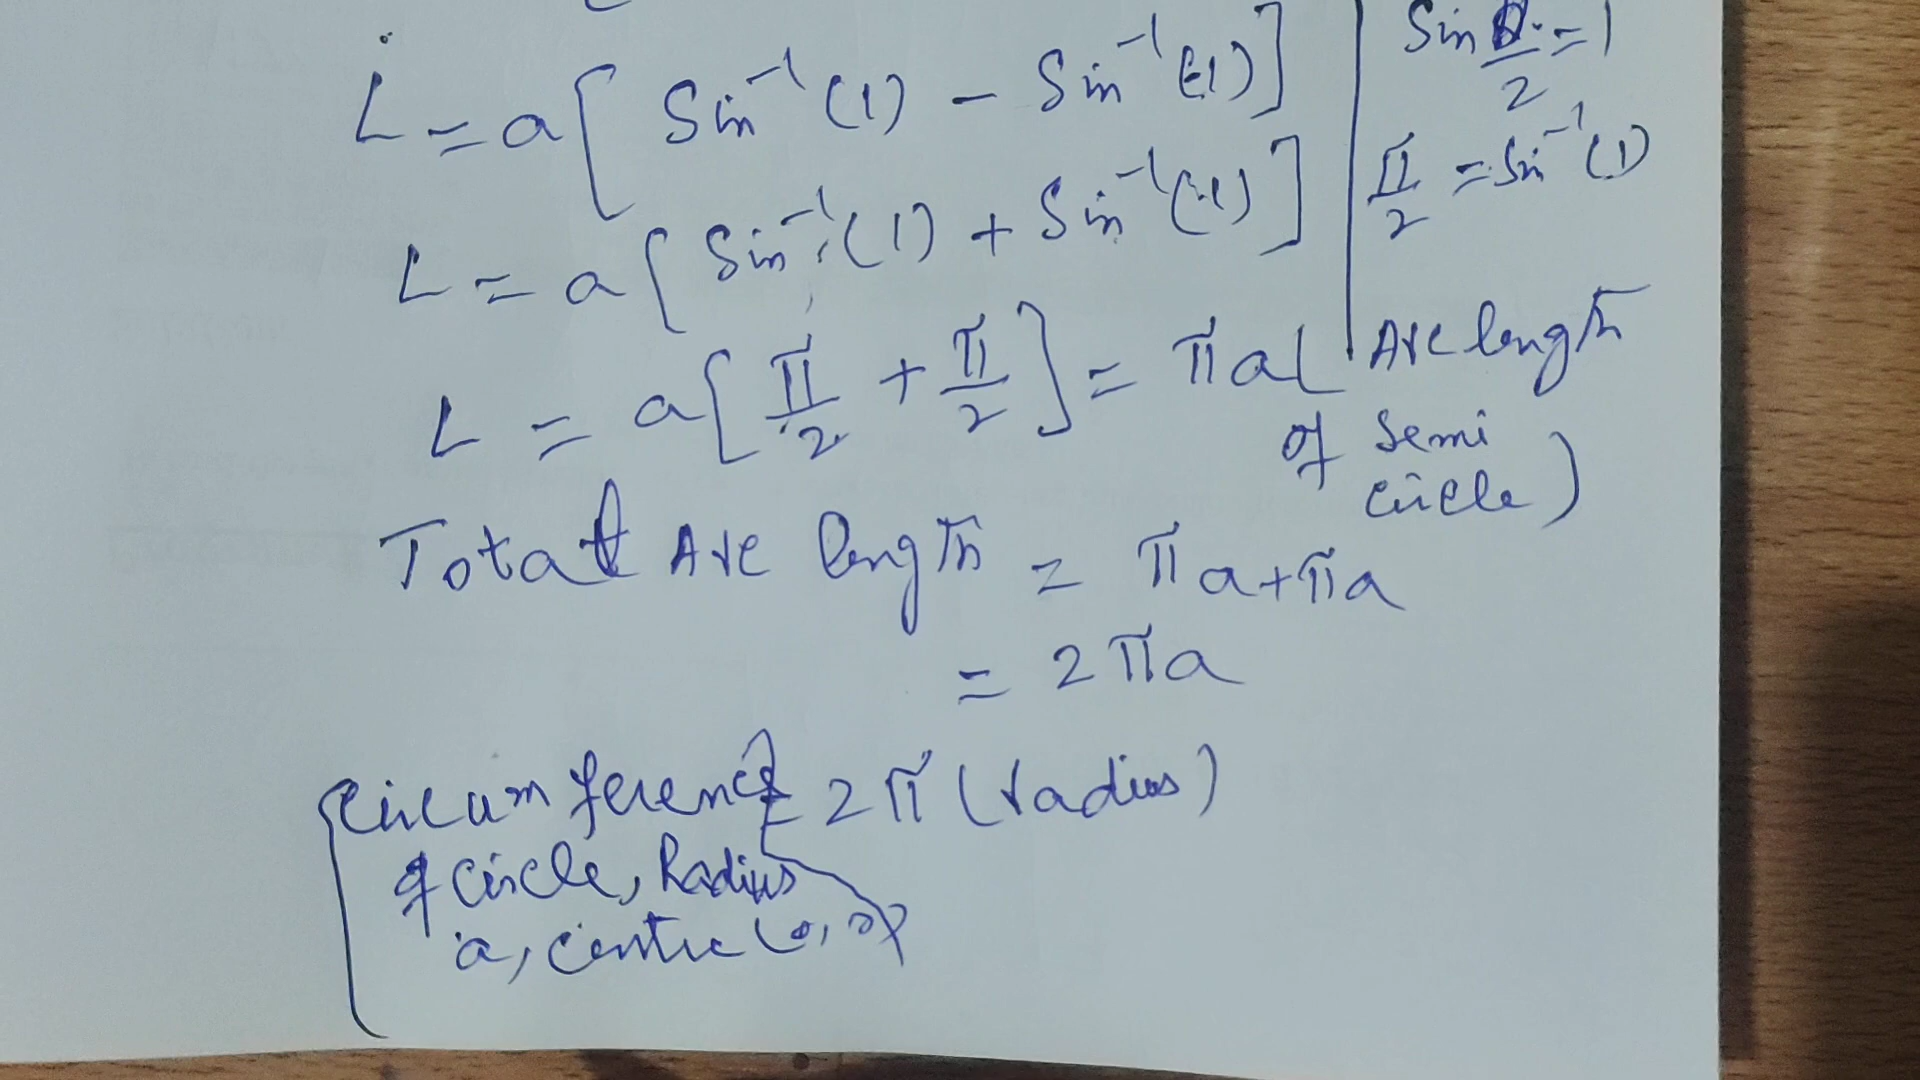 L = a[ Sin⁻¹(1) - Sin⁻¹(-1)]
Sin π/2 = 1
L = a[ Sin⁻¹(1) + Sin⁻¹(1)]
π/2 = Sin⁻¹(1)
L = a[ π/2 + π/2 ] = πa ( Arc length
of Semi
circle)
Total Arc length = πa+πa
= 2πa
Circumference = 2π (radius)
of circle, Radius
a, centre (0, 0)